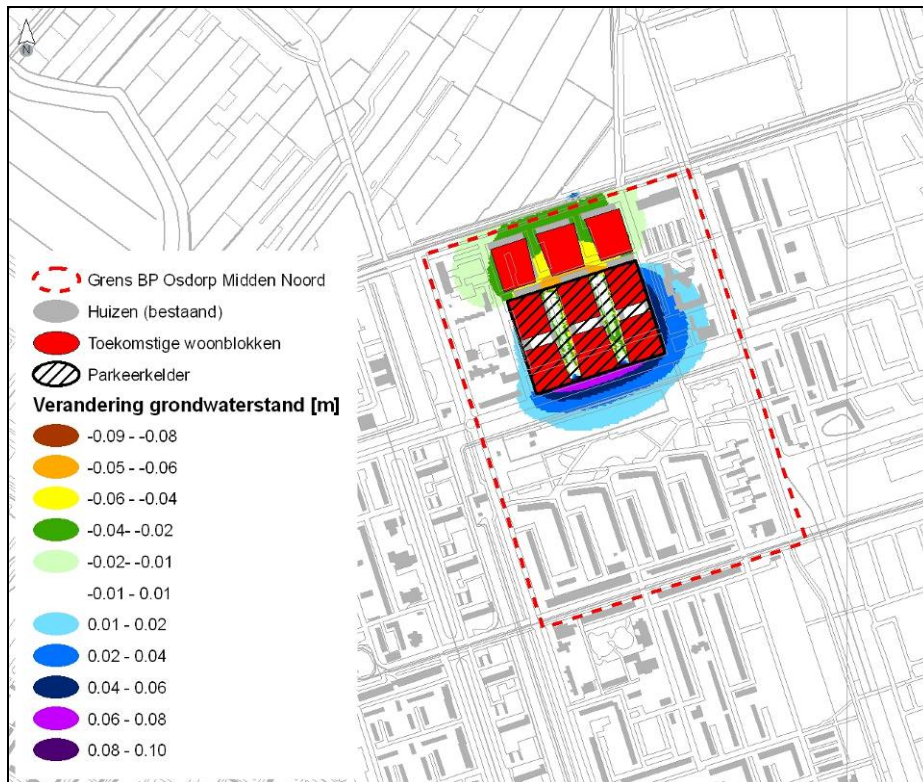 N
Grens BP Osdorp Midden Noord
Huizen (bestaand)
Toekomstige woonblokken
Parkeerkelder
Verandering grondwaterstand [m]
-0.09 - -0.08
-0.05 - -0.06
-0.06 - -0.04
-0.04- -0.02
-0.02 - -0.01
-0.01 - 0.01
0.01 - 0.02
0.02 - 0.04
0.04 - 0.06
0.06 - 0.08
0.08 - 0.10